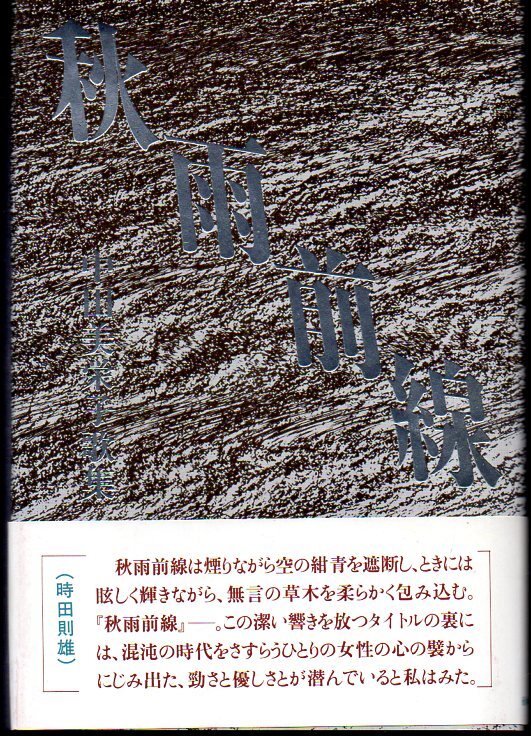 秋雨前線
中山美栄子歌集
秋雨前線は煙りながら空の紺青を遮断し、ときには
眩しく輝きながら、無言の草木を柔らかく包み込む。
『秋雨前線』――。この潔い響きを放つタイトルの裏に
は、混沌の時代をさすらうひとりの女性の心の襞から
にじみ出た、勁さと優しさとが潜んでいると私はみた。
(時田則雄)